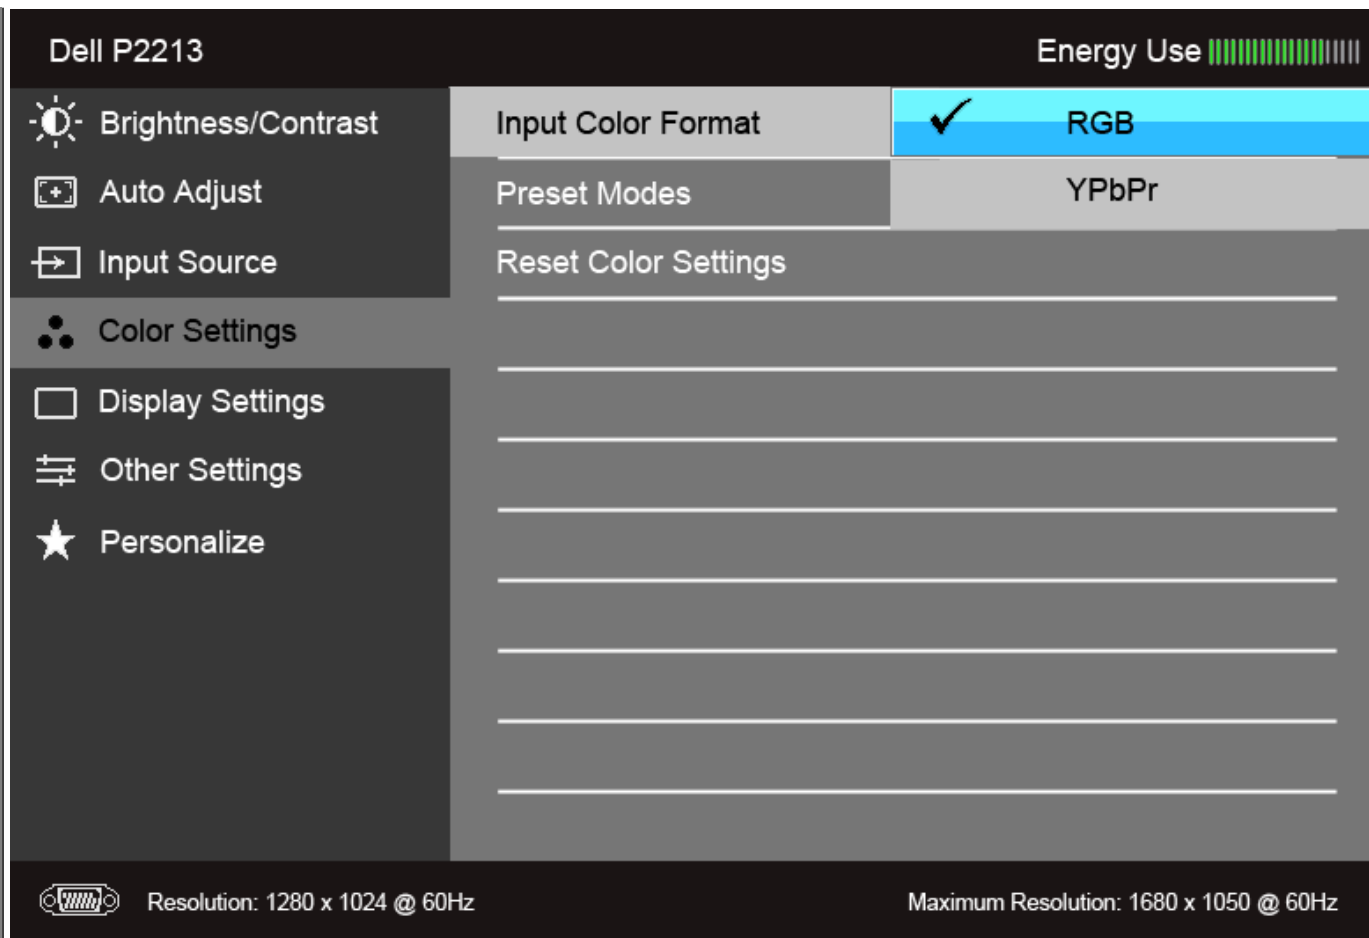 Dell P2213
Energy Use
Brightness/Contrast
Auto Adjust
Input Source
Color Settings
Display Settings
Other Settings
Personalize
Input Color Format
RGB
Preset Modes
YPbPr
Reset Color Settings
Resolution: 1280 x 1024 @ 60Hz
Maximum Resolution: 1680 x 1050 @ 60Hz